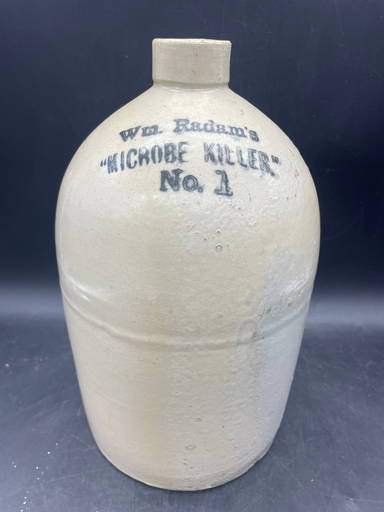 Wm. Radam's
"MICROBE KILLER"
No. 1